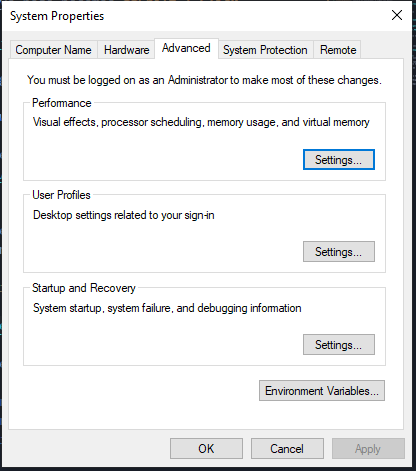 System Properties
Computer Name Hardware Advanced System Protection Remote
You must be logged on as an Administrator to make most of these changes.
Performance
Visual effects, processor scheduling, memory usage, and virtual memory
Settings...
User Profiles
Desktop settings related to your sign-in
Settings...
Startup and Recovery
System startup, system failure, and debugging information
Settings...
Environment Variables...
OK Cancel Apply